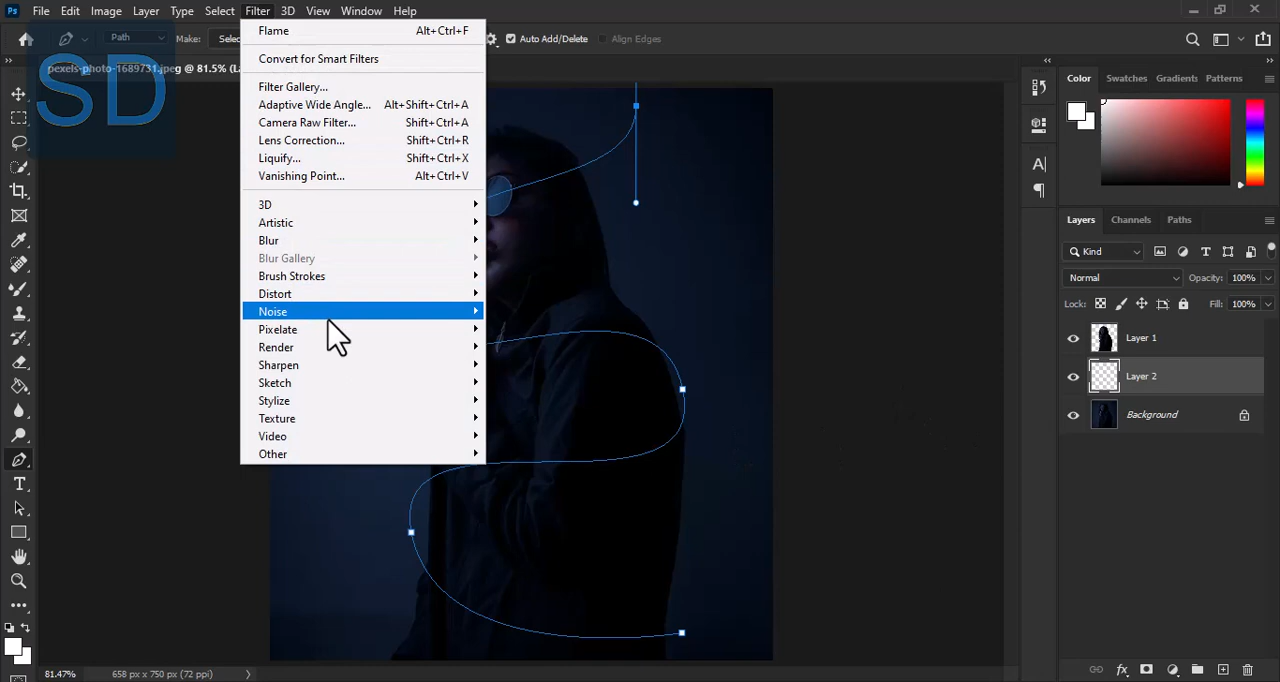 Ps File Edit Image Layer Type Select Filter 3D View Window Help
Path Make: Selec Auto Add/Delete Align Edges
pexels-photo-1689731.jpeg @ 81.5% (La
SD
Flame Alt+Ctrl+F
Convert for Smart Filters
Filter Gallery...
Adaptive Wide Angle... Alt+Shift+Ctrl+A
Camera Raw Filter... Shift+Ctrl+A
Lens Correction... Shift+Ctrl+R
Liquify... Shift+Ctrl+X
Vanishing Point... Alt+Ctrl+V
3D
Artistic
Blur
Blur Gallery
Brush Strokes
Distort
Noise
Pixelate
Render
Sharpen
Sketch
Stylize
Texture
Video
Other
Color Swatches Gradients Patterns
Layers Channels Paths
Kind
Normal Opacity: 100%
Lock: Fill: 100%
Layer 1
Layer 2
Background
81.47% 658 px x 750 px (72 ppi)